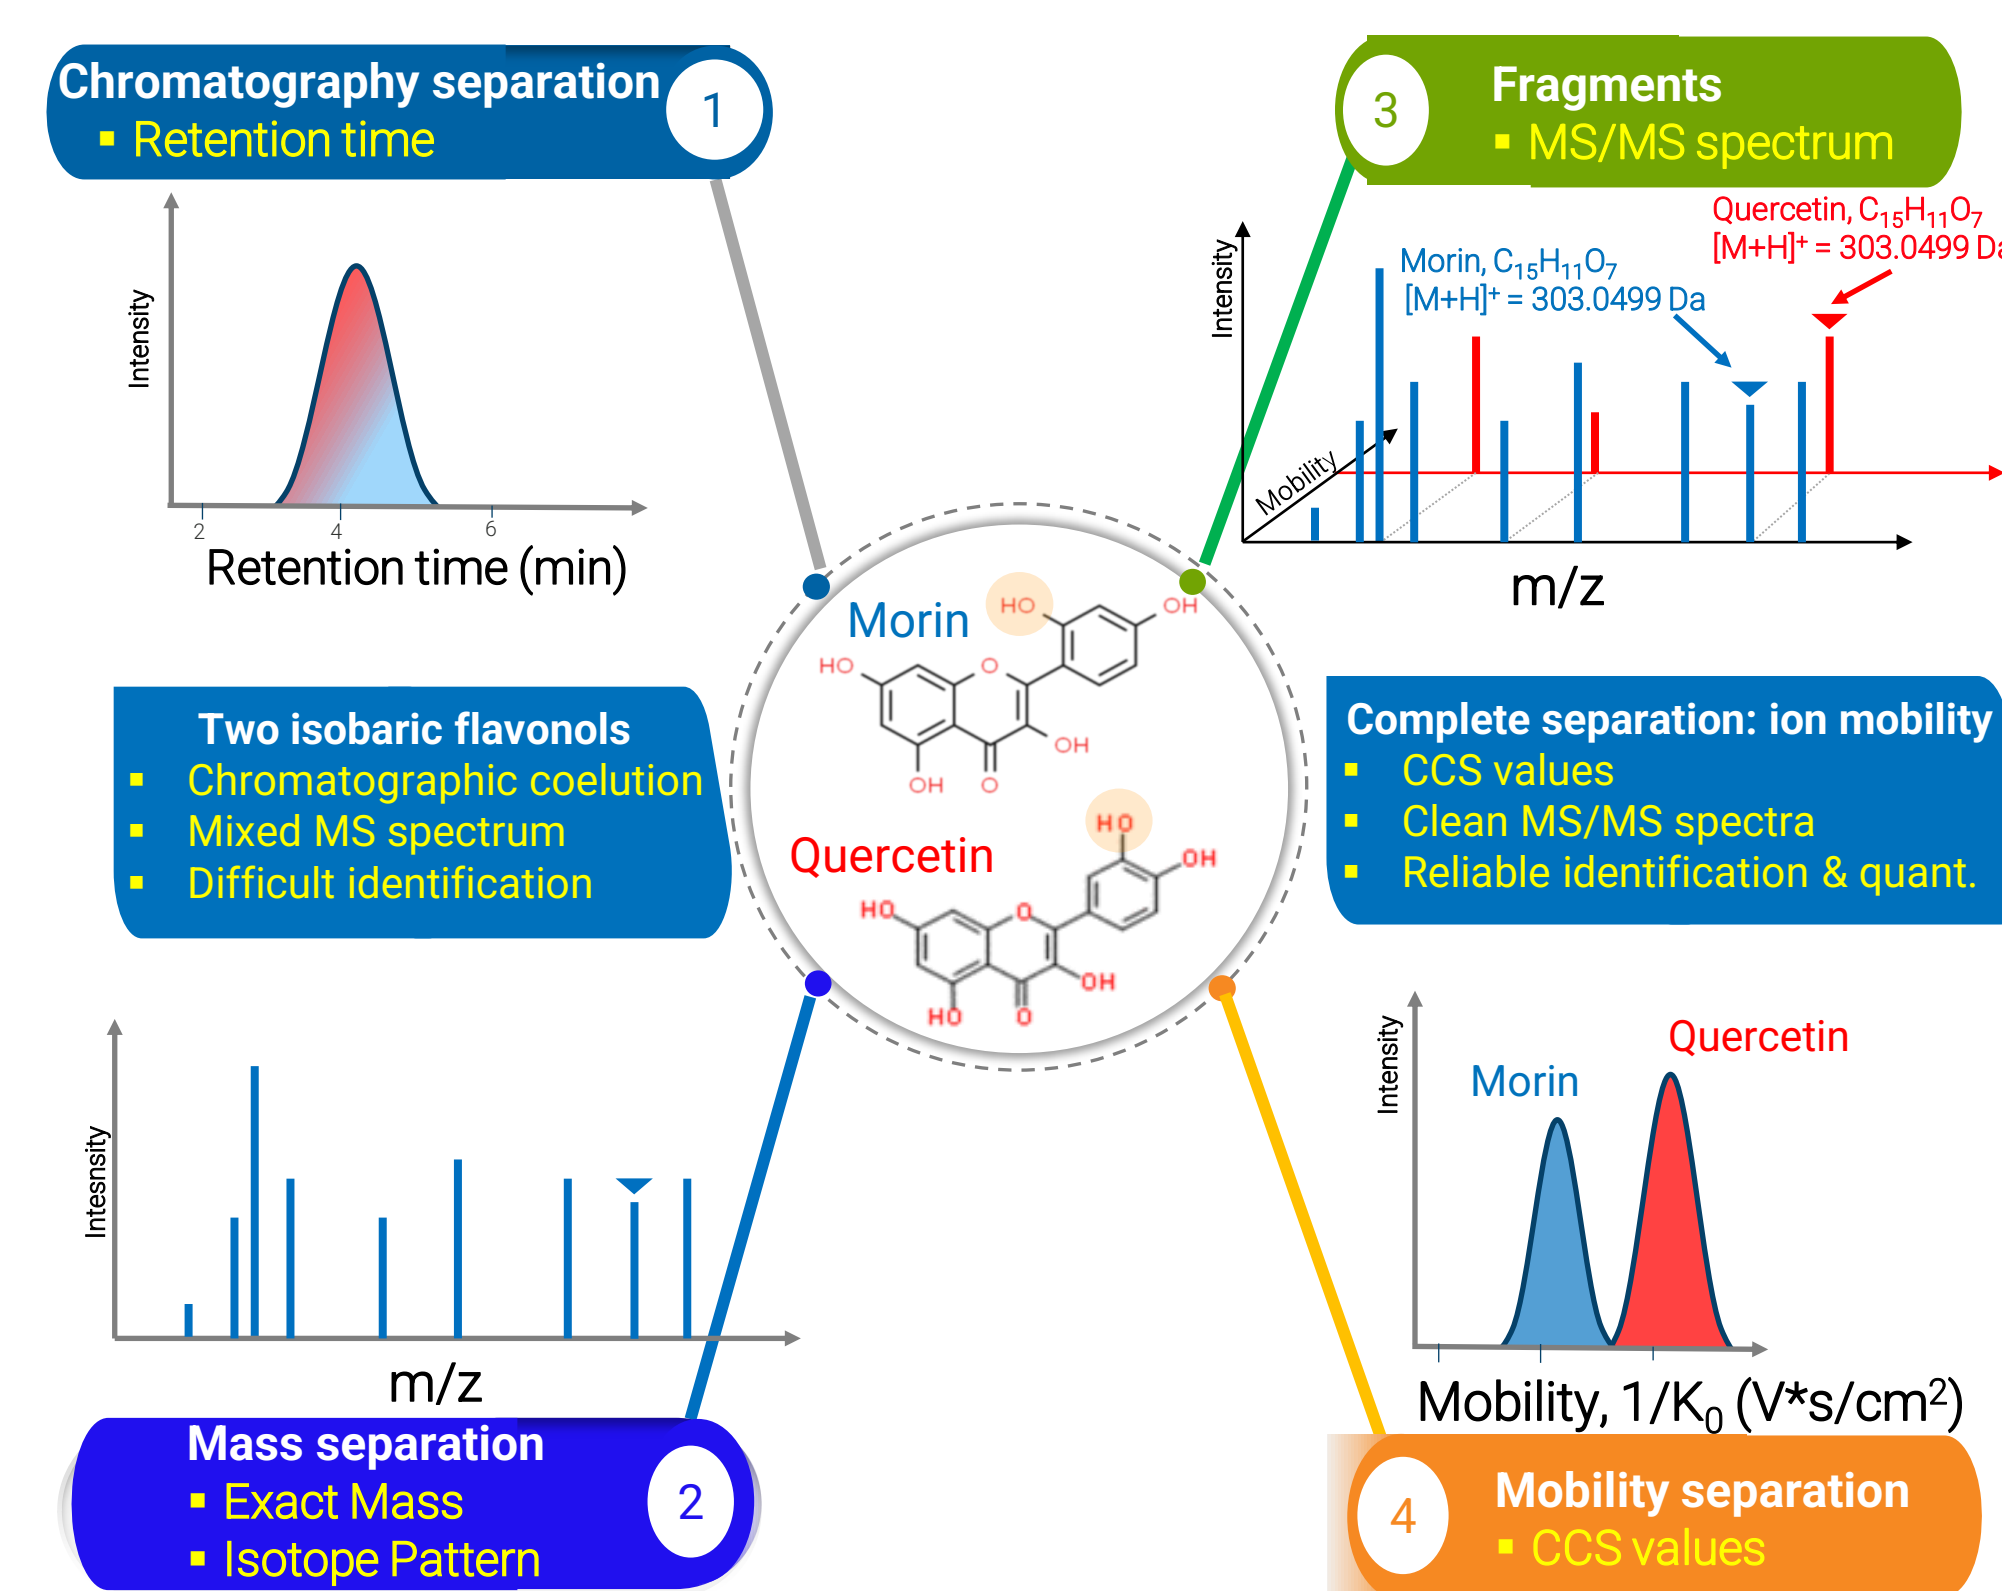 Chromatography separation
▪ Retention time
1
Intensity
2
4
6
Retention time (min)
3
Fragments
▪ MS/MS spectrum
Quercetin, C₁₅H₁₁O₇
[M+H]⁺ = 303.0499 Da
Morin, C₁₅H₁₁O₇
[M+H]⁺ = 303.0499 Da
Intensity
Mobility
m/z
Two isobaric flavonols
▪ Chromatographic coelution
▪ Mixed MS spectrum
▪ Difficult identification
Morin
HO
OH
HO
O
OH
OH
O
Quercetin
HO
OH
HO
O
OH
HO
O
Complete separation: ion mobility
▪ CCS values
▪ Clean MS/MS spectra
▪ Reliable identification & quant.
Intesnsity
m/z
Mass separation
▪ Exact Mass
▪ Isotope Pattern
2
Intensity
Morin
Quercetin
Mobility, 1/K₀ (V*s/cm²)
4
Mobility separation
▪ CCS values